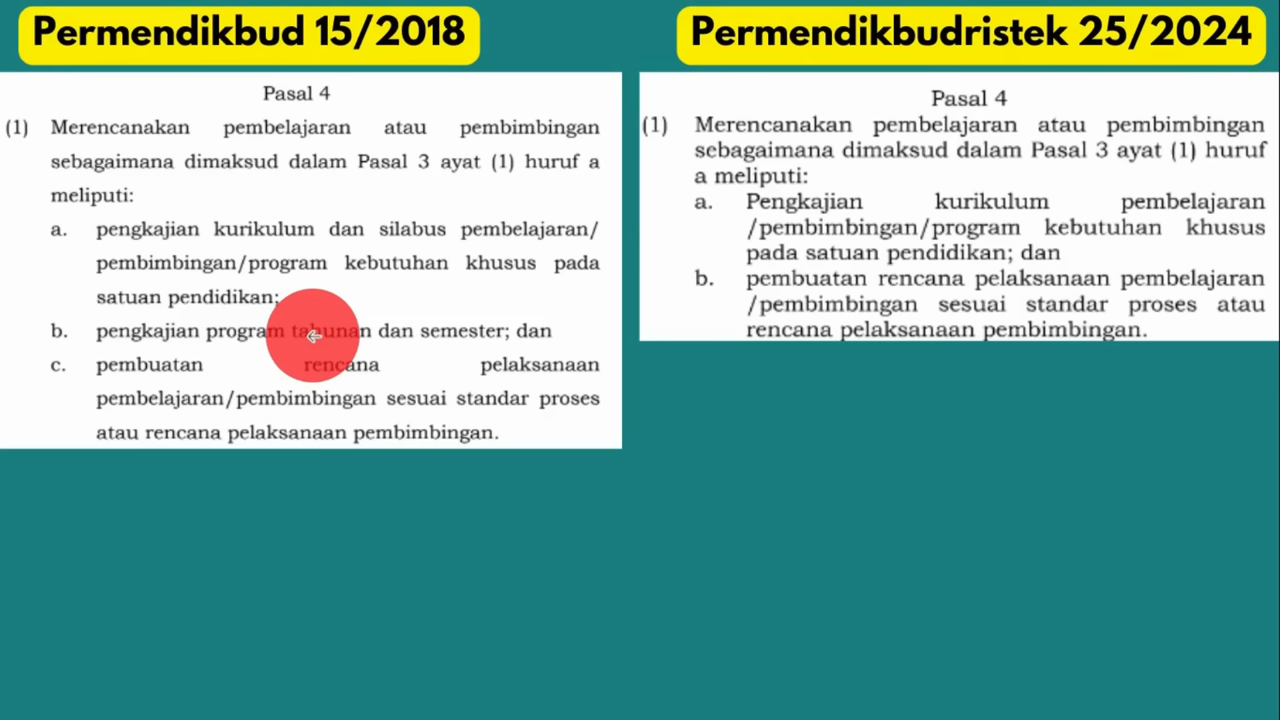 Permendikbud 15/2018
Pasal 4
(1) Merencanakan pembelajaran atau pembimbingan
sebagaimana dimaksud dalam Pasal 3 ayat (1) huruf a
meliputi:
a. pengkajian kurikulum dan silabus pembelajaran/
pembimbingan/program kebutuhan khusus pada
satuan pendidikan;
b. pengkajian program tahunan dan semester; dan
c. pembuatan rencana pelaksanaan
pembelajaran/pembimbingan sesuai standar proses
atau rencana pelaksanaan pembimbingan.
Permendikbudristek 25/2024
Pasal 4
(1) Merencanakan pembelajaran atau pembimbingan
sebagaimana dimaksud dalam Pasal 3 ayat (1) huruf
a meliputi:
a. Pengkajian kurikulum pembelajaran
/pembimbingan/program kebutuhan khusus
pada satuan pendidikan; dan
b. pembuatan rencana pelaksanaan pembelajaran
/pembimbingan sesuai standar proses atau
rencana pelaksanaan pembimbingan.